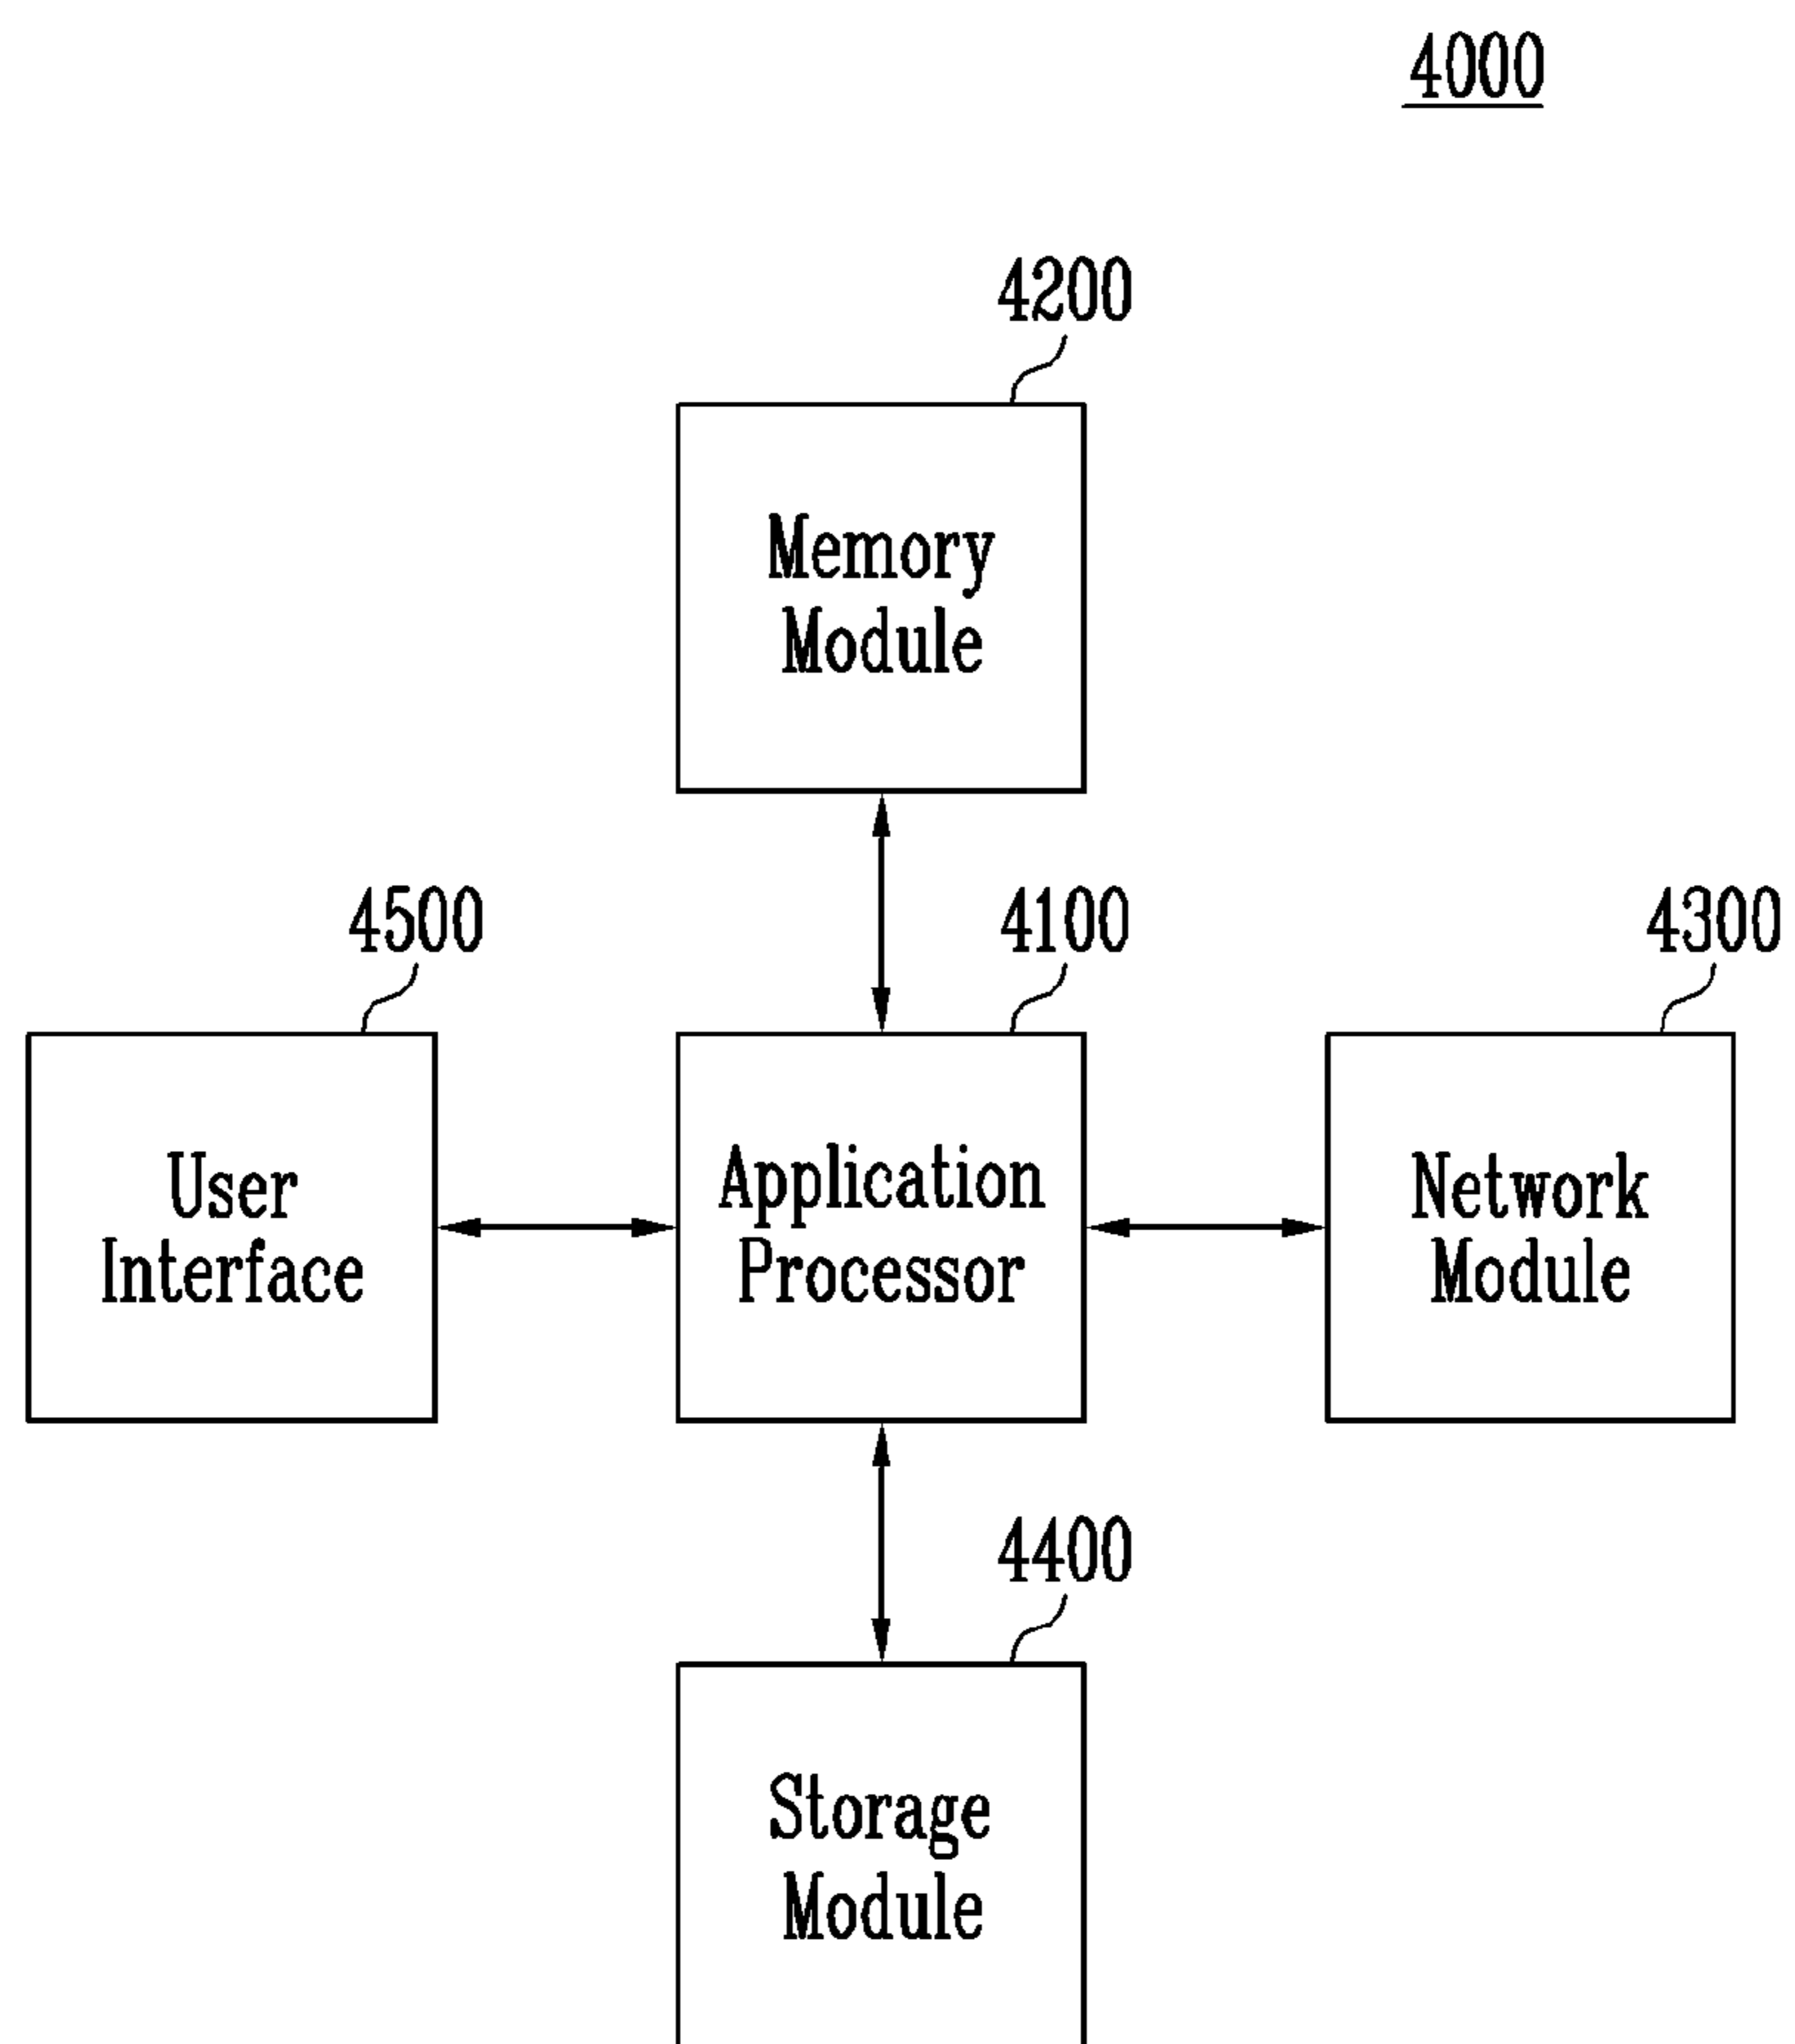 4000
4200
Memory
Module
4500
4100
4300
User
Interface
Application
Processor
Network
Module
4400
Storage
Module